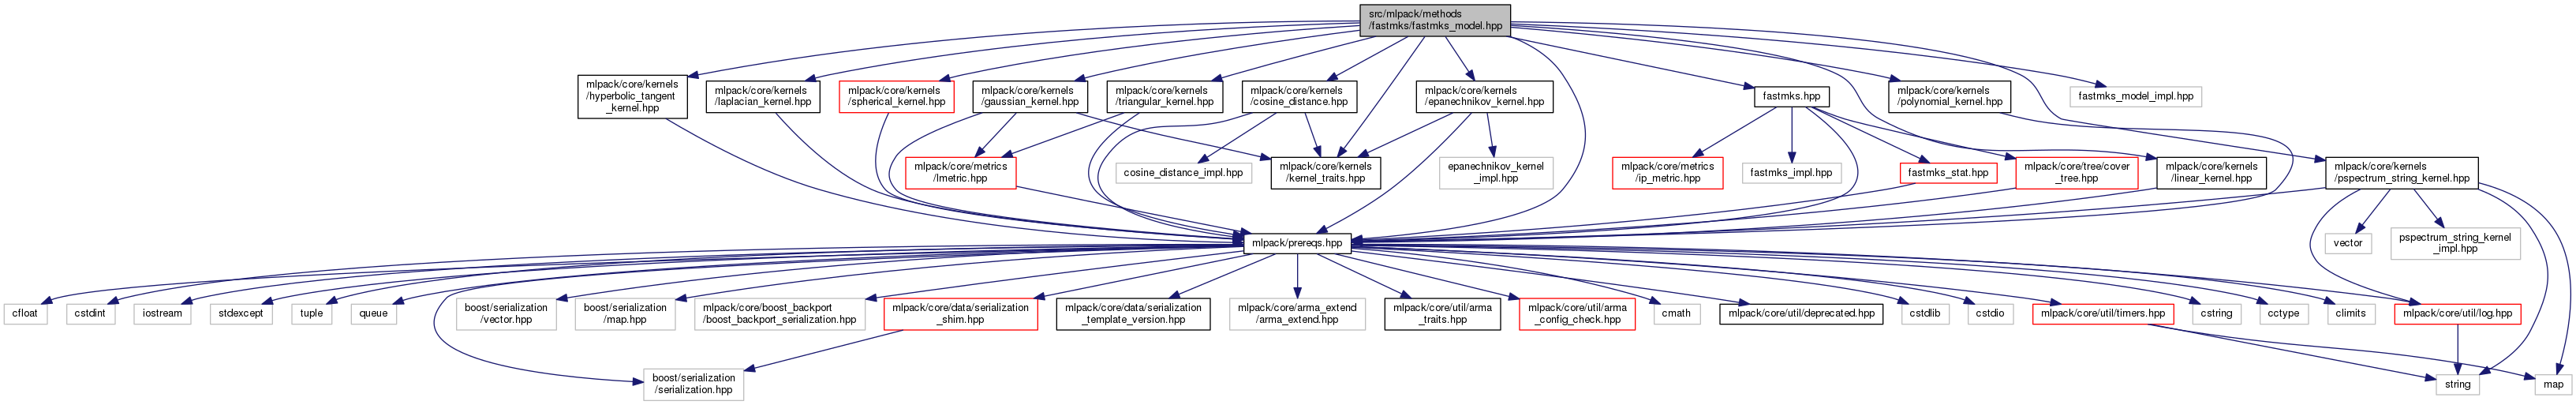 src/mlpack/methods
/fastmks/fastmks_model.hpp
mlpack/core/kernels
/hyperbolic_tangent
_kernel.hpp
mlpack/core/kernels
/laplacian_kernel.hpp
mlpack/core/kernels
/spherical_kernel.hpp
mlpack/core/kernels
/gaussian_kernel.hpp
mlpack/core/kernels
/triangular_kernel.hpp
mlpack/core/kernels
/cosine_distance.hpp
mlpack/core/kernels
/epanechnikov_kernel.hpp
fastmks.hpp
mlpack/core/kernels
/polynomial_kernel.hpp
fastmks_model_impl.hpp
mlpack/core/metrics
/lmetric.hpp
cosine_distance_impl.hpp
mlpack/core/kernels
/kernel_traits.hpp
epanechnikov_kernel
_impl.hpp
mlpack/core/metrics
/ip_metric.hpp
fastmks_impl.hpp
fastmks_stat.hpp
mlpack/core/tree/cover
_tree.hpp
mlpack/core/kernels
/linear_kernel.hpp
mlpack/core/kernels
/pspectrum_string_kernel.hpp
mlpack/prereqs.hpp
vector
pspectrum_string_kernel
_impl.hpp
cfloat
cstdint
iostream
stdexcept
tuple
queue
boost/serialization
/vector.hpp
boost/serialization
/map.hpp
mlpack/core/boost_backport
/boost_backport_serialization.hpp
mlpack/core/data/serialization
_shim.hpp
mlpack/core/data/serialization
_template_version.hpp
mlpack/core/arma_extend
/arma_extend.hpp
mlpack/core/util/arma
_traits.hpp
mlpack/core/util/arma
_config_check.hpp
cmath
mlpack/core/util/deprecated.hpp
cstdlib
cstdio
mlpack/core/util/timers.hpp
cstring
cctype
climits
mlpack/core/util/log.hpp
boost/serialization
/serialization.hpp
string
map